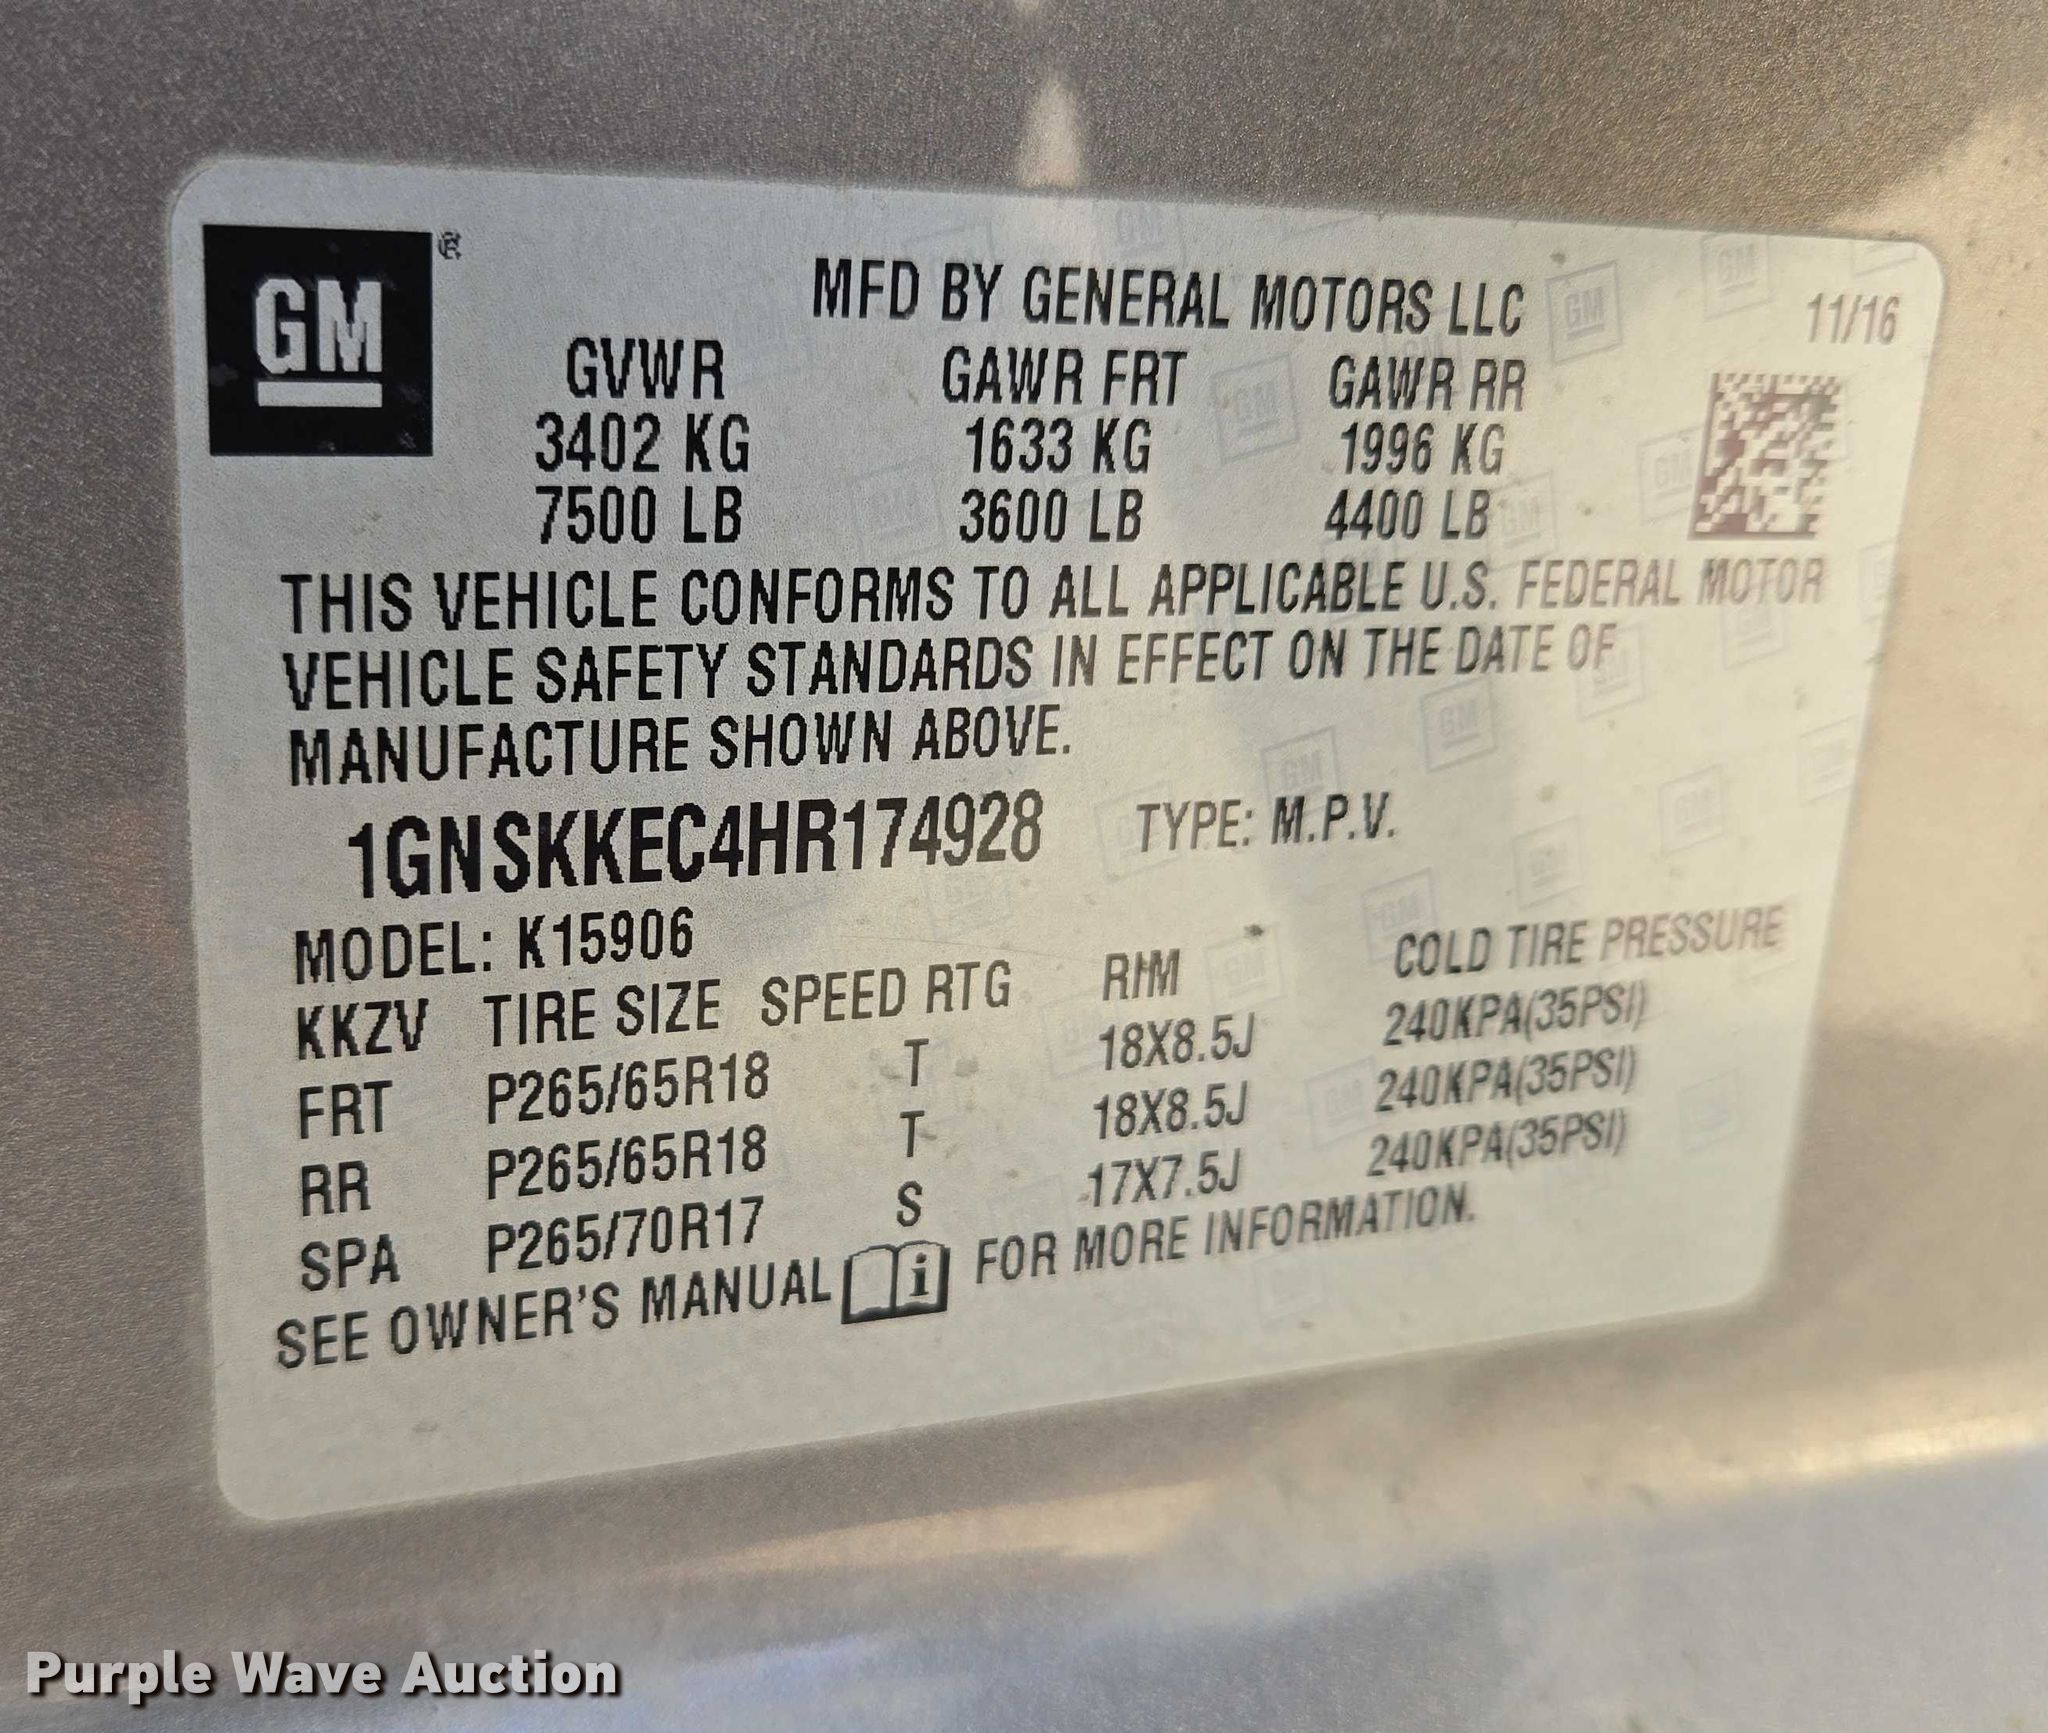 GM ®
MFD BY GENERAL MOTORS LLC
11/16
GVWR GAWR FRT GAWR RR
3402 KG 1633 KG 1996 KG
7500 LB 3600 LB 4400 LB
THIS VEHICLE CONFORMS TO ALL APPLICABLE U.S. FEDERAL MOTOR
VEHICLE SAFETY STANDARDS IN EFFECT ON THE DATE OF
MANUFACTURE SHOWN ABOVE.
1GNSKKEC4HR174928 TYPE: M.P.V.
MODEL: K15906
KKZV TIRE SIZE SPEED RTG RIM COLD TIRE PRESSURE
FRT P265/65R18 T 18X8.5J 240KPA(35PSI)
RR P265/65R18 T 18X8.5J 240KPA(35PSI)
SPA P265/70R17 S 17X7.5J 240KPA(35PSI)
SEE OWNER'S MANUAL i FOR MORE INFORMATION.
Purple Wave Auction